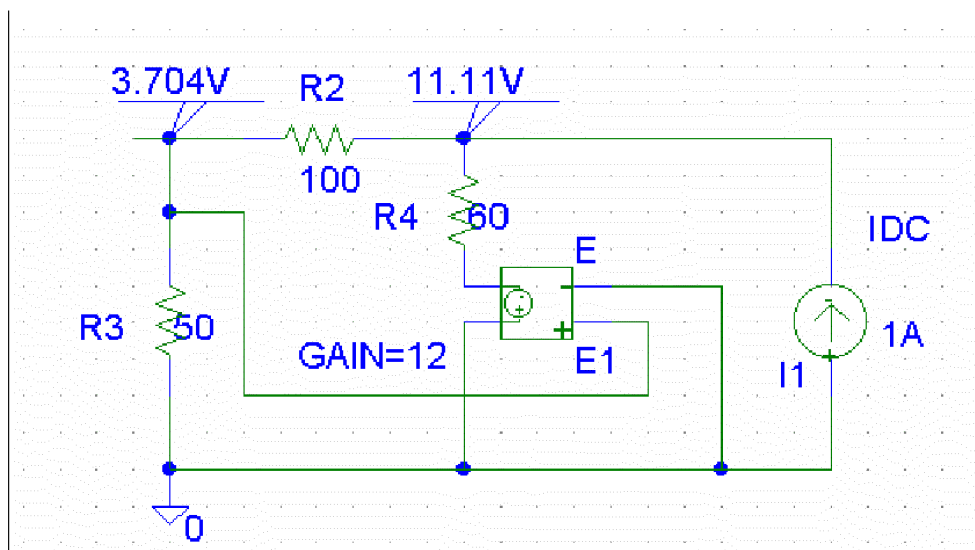 3.704V
R2
11.11V
100
R4
60
IDC
E
R3
50
GAIN=12
E1
1A
I1
0